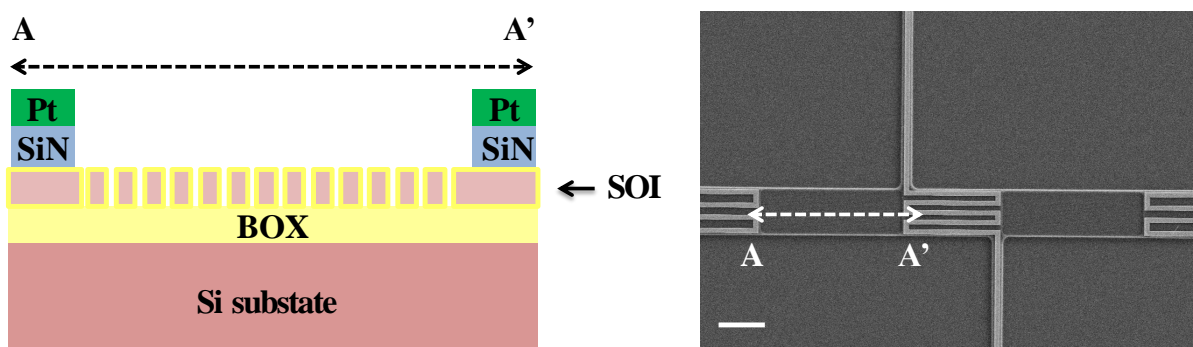 A A’
Pt Pt
SiN SiN
SOI
BOX
Si substate
A A’